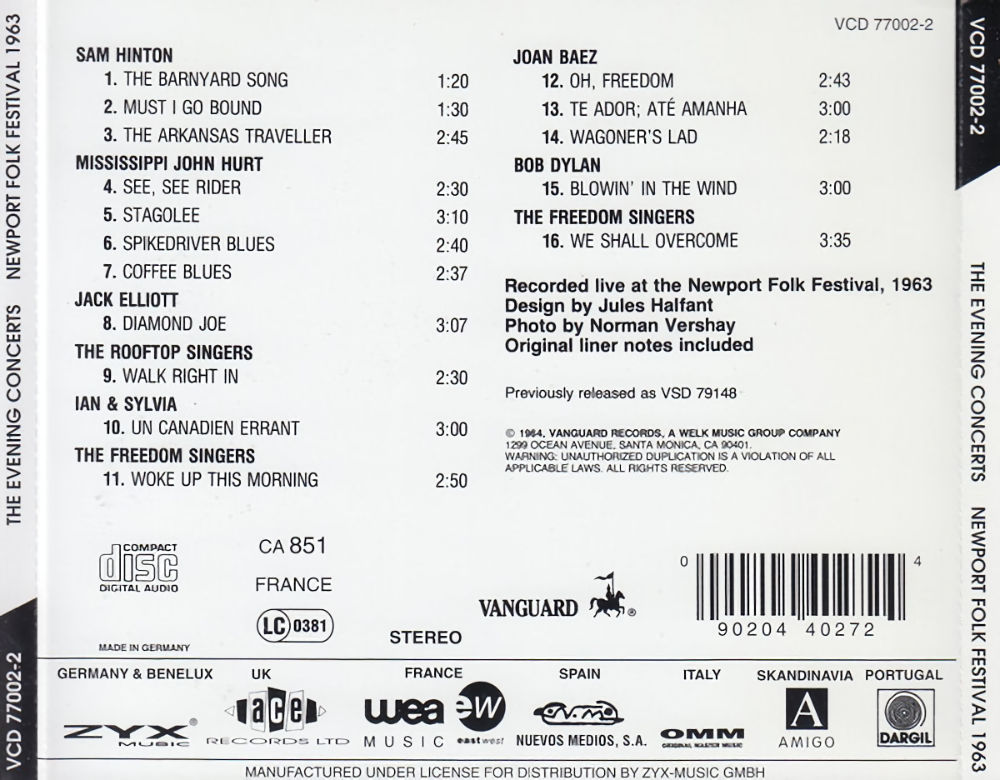 VCD 77002-2
SAM HINTON
1. THE BARNYARD SONG 1:20
2. MUST I GO BOUND 1:30
3. THE ARKANSAS TRAVELLER 2:45
MISSISSIPPI JOHN HURT
4. SEE, SEE RIDER 2:30
5. STAGOLEE 3:10
6. SPIKEDRIVER BLUES 2:40
7. COFFEE BLUES 2:37
JACK ELLIOTT
8. DIAMOND JOE 3:07
THE ROOFTOP SINGERS
9. WALK RIGHT IN 2:30
IAN & SYLVIA
10. UN CANADIEN ERRANT 3:00
THE FREEDOM SINGERS
11. WOKE UP THIS MORNING 2:50
JOAN BAEZ
12. OH, FREEDOM 2:43
13. TE ADOR; ATÉ AMANHA 3:00
14. WAGONER'S LAD 2:18
BOB DYLAN
15. BLOWIN' IN THE WIND 3:00
THE FREEDOM SINGERS
16. WE SHALL OVERCOME 3:35
Recorded live at the Newport Folk Festival, 1963
Design by Jules Halfant
Photo by Norman Vershay
Original liner notes included
Previously released as VSD 79148
© 1964, VANGUARD RECORDS, A WELK MUSIC GROUP COMPANY
1299 OCEAN AVENUE, SANTA MONICA, CA 90401.
WARNING: UNAUTHORIZED DUPLICATION IS A VIOLATION OF ALL
APPLICABLE LAWS. ALL RIGHTS RESERVED.
COMPACT
disc
DIGITAL AUDIO
CA 851
FRANCE
LC 0381
MADE IN GERMANY
STEREO
VANGUARD ®
0 90204 40272 4
GERMANY & BENELUX
ZYX ®
MUSIC
UK
ace
RECORDS LTD
FRANCE
wea
MUSIC
ew
eastwest
SPAIN
N.M.
NUEVOS MEDIOS, S.A.
ITALY
OMM
ORIGINAL MASTER MUSIC
SKANDINAVIA
A
AMIGO
PORTUGAL
DARGIL
MANUFACTURED UNDER LICENSE FOR DISTRIBUTION BY ZYX-MUSIC GMBH
VCD 77002-2 THE EVENING CONCERTS NEWPORT FOLK FESTIVAL 1963
VCD 77002-2 THE EVENING CONCERTS NEWPORT FOLK FESTIVAL 1963